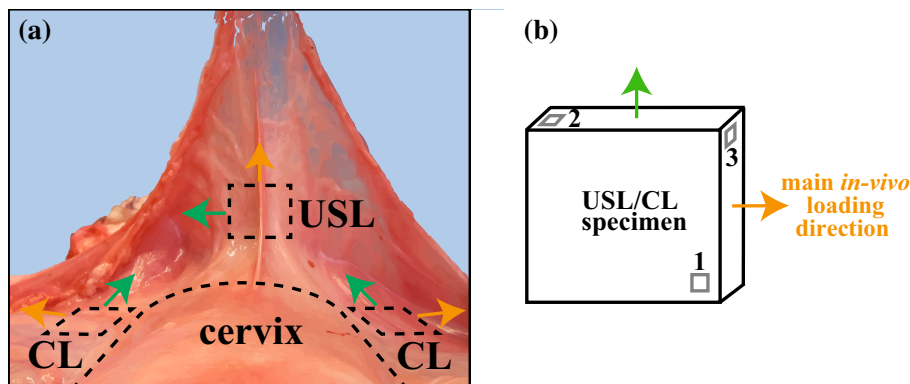 (a)
USL
CL
cervix
CL
(b)
2
3
USL/CL
specimen
1
main in-vivo
loading
direction